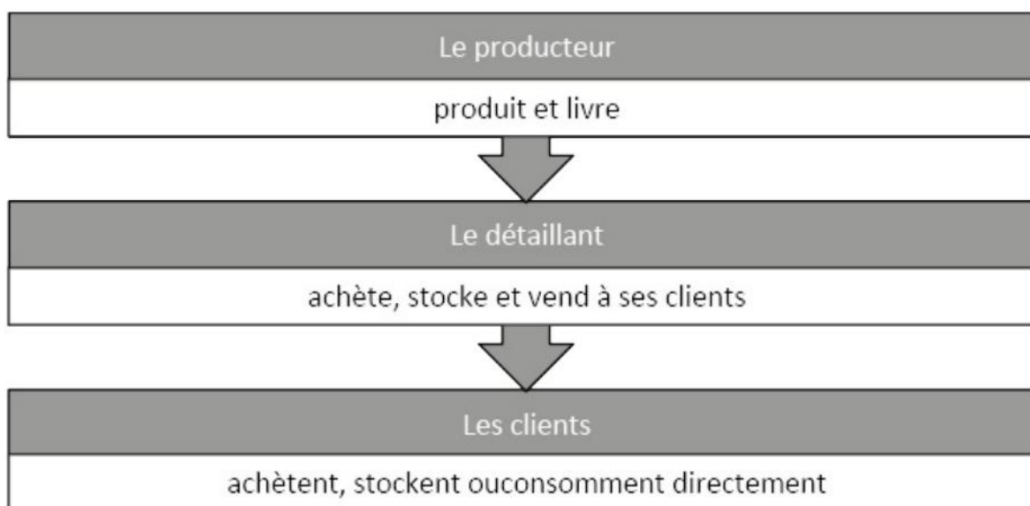 Le producteur
produit et livre
Le détaillant
achète, stocke et vend à ses clients
Les clients
achètent, stockent ouconsomment directement